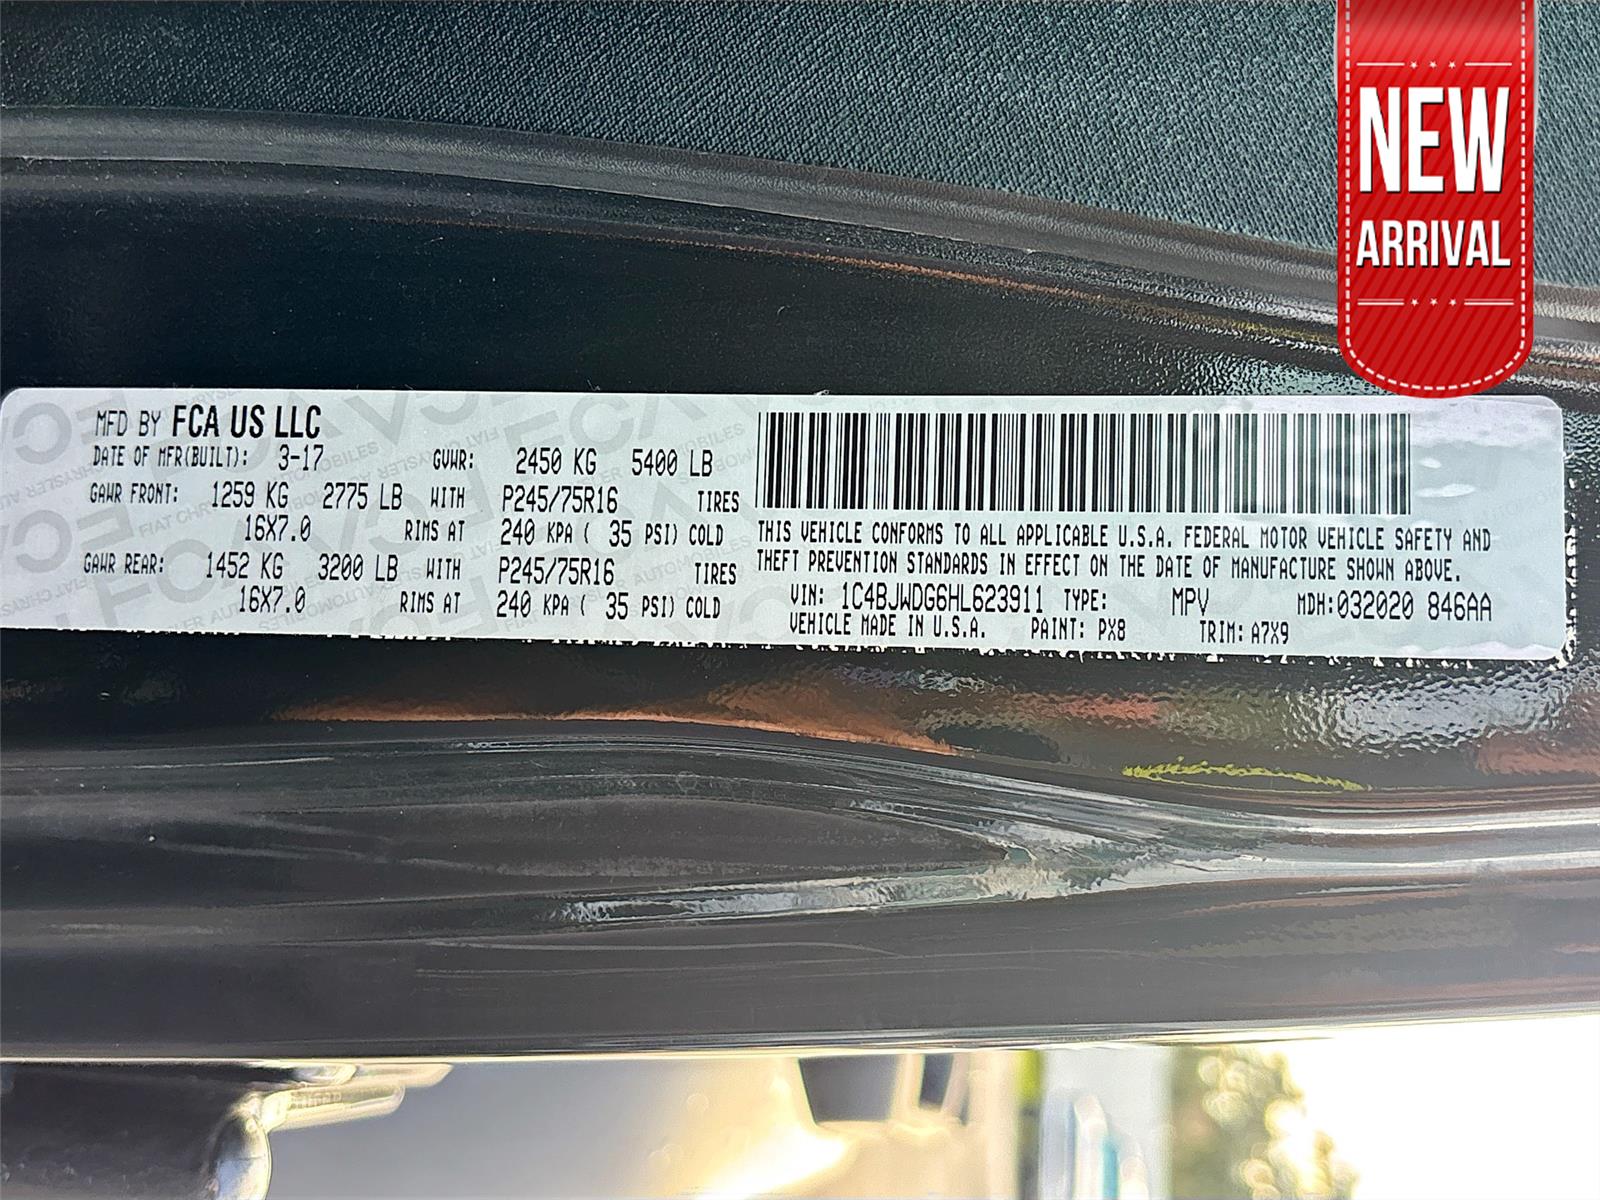 NEW
ARRIVAL
MFD BY FCA US LLC
DATE OF MFR(BUILT): 3-17 GVWR: 2450 KG 5400 LB
GAWR FRONT: 1259 KG 2775 LB WITH P245/75R16 TIRES
16X7.0 RIMS AT 240 KPA ( 35 PSI) COLD
GAWR REAR: 1452 KG 3200 LB WITH P245/75R16 TIRES
16X7.0 RIMS AT 240 KPA ( 35 PSI) COLD
THIS VEHICLE CONFORMS TO ALL APPLICABLE U.S.A. FEDERAL MOTOR VEHICLE SAFETY AND
THEFT PREVENTION STANDARDS IN EFFECT ON THE DATE OF MANUFACTURE SHOWN ABOVE.
VIN: 1C4BJWDG6HL623911 TYPE: MPV MDH:032020 846AA
VEHICLE MADE IN U.S.A. PAINT: PX8 TRIM: A7X9